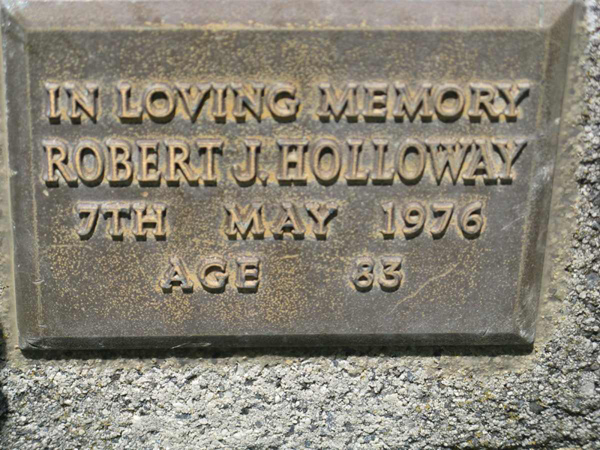 IN LOVING MEMORY
ROBERT J. HOLLOWAY
7TH MAY 1976
AGE 83